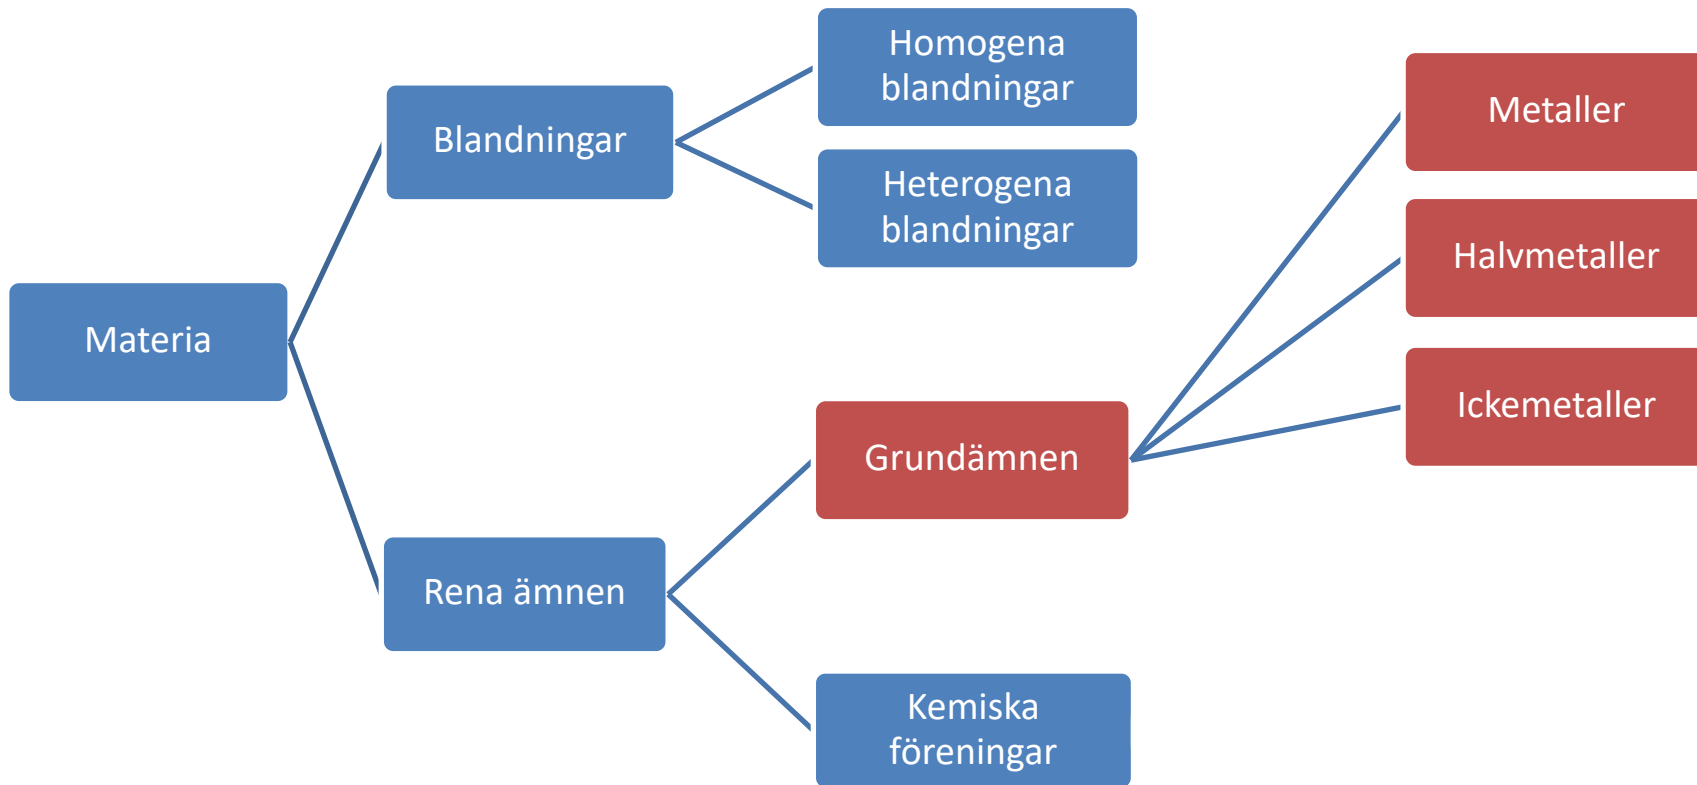 Homogena
blandningar
Metaller
Blandningar
Heterogena
blandningar
Halvmetaller
Materia
Ickemetaller
Grundämnen
Rena ämnen
Kemiska
föreningar